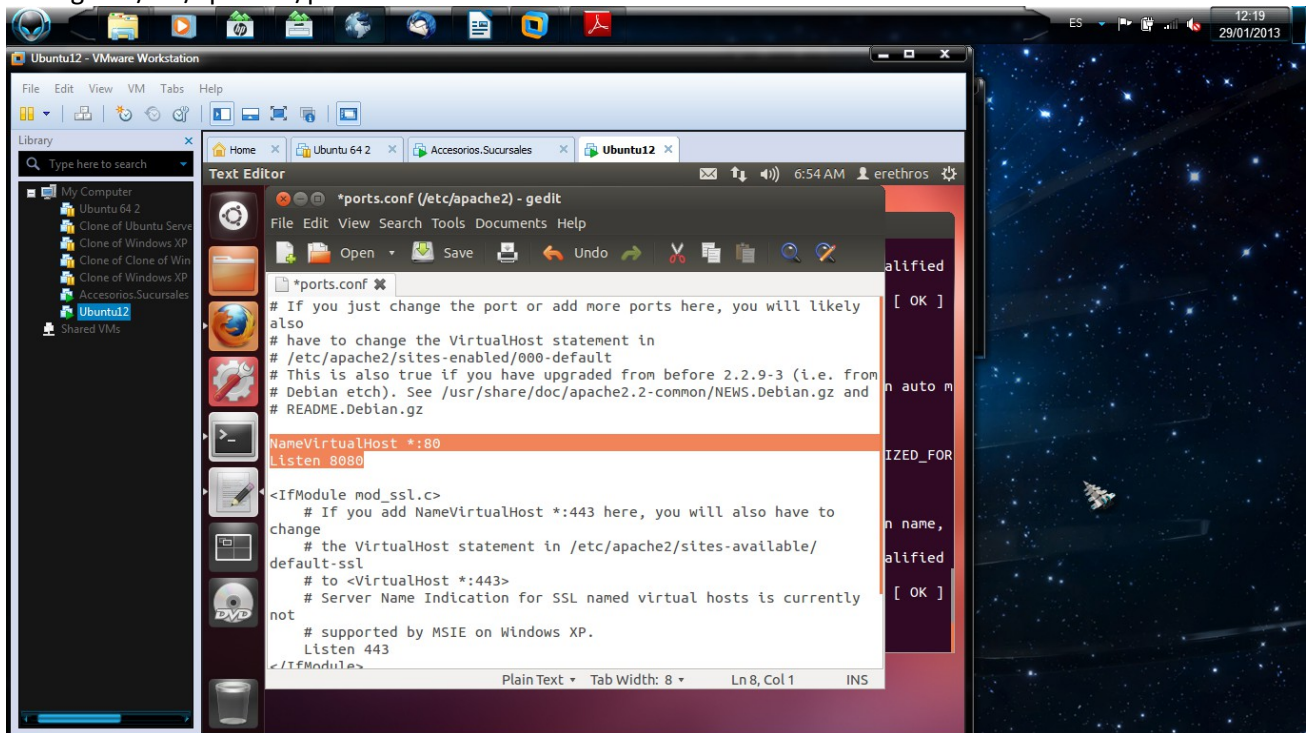 ES
12:19
29/01/2013
Ubuntu12 - VMware Workstation
File Edit View VM Tabs Help
Library
Type here to search
My Computer
Ubuntu 64 2
Clone of Ubuntu Serve
Clone of Windows XP
Clone of Clone of Win
Clone of Windows XP
Accesorios.Sucursales
Ubuntu12
Shared VMs
Home
Ubuntu 64 2
Accesorios.Sucursales
Ubuntu12
Text Editor
6:54 AM
erethros
*ports.conf (/etc/apache2) - gedit
File Edit View Search Tools Documents Help
Open Save Undo
*ports.conf
# If you just change the port or add more ports here, you will likely
also
# have to change the VirtualHost statement in
# /etc/apache2/sites-enabled/000-default
# This is also true if you have upgraded from before 2.2.9-3 (i.e. from
# Debian etch). See /usr/share/doc/apache2.2-common/NEWS.Debian.gz and
# README.Debian.gz
NameVirtualHost *:80
Listen 8080
<IfModule mod_ssl.c>
# If you add NameVirtualHost *:443 here, you will also have to
change
# the VirtualHost statement in /etc/apache2/sites-available/
default-ssl
# to <VirtualHost *:443>
# Server Name Indication for SSL named virtual hosts is currently
not
# supported by MSIE on Windows XP.
Listen 443
</IfModule>
Plain Text Tab Width: 8 Ln 8, Col 1 INS
alified
[ OK ]
n auto m
IZED_FOR
n name,
alified
[ OK ]
DVD